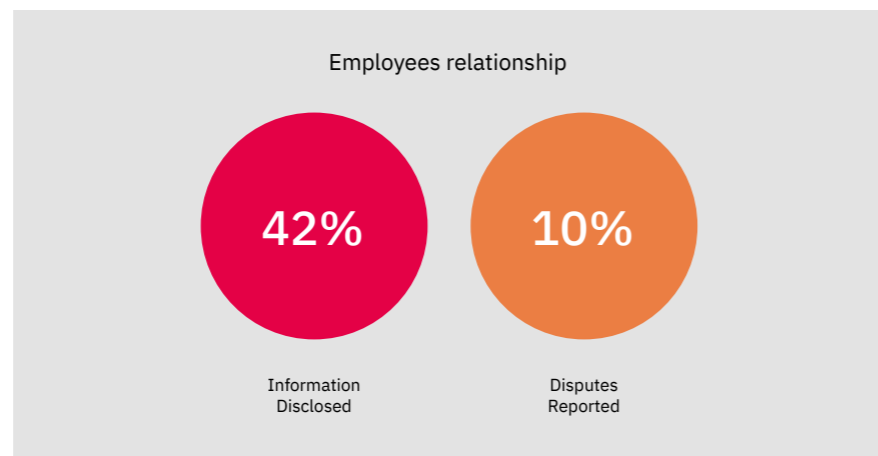 Employees relationship
42%
10%
Information
Disclosed
Disputes
Reported